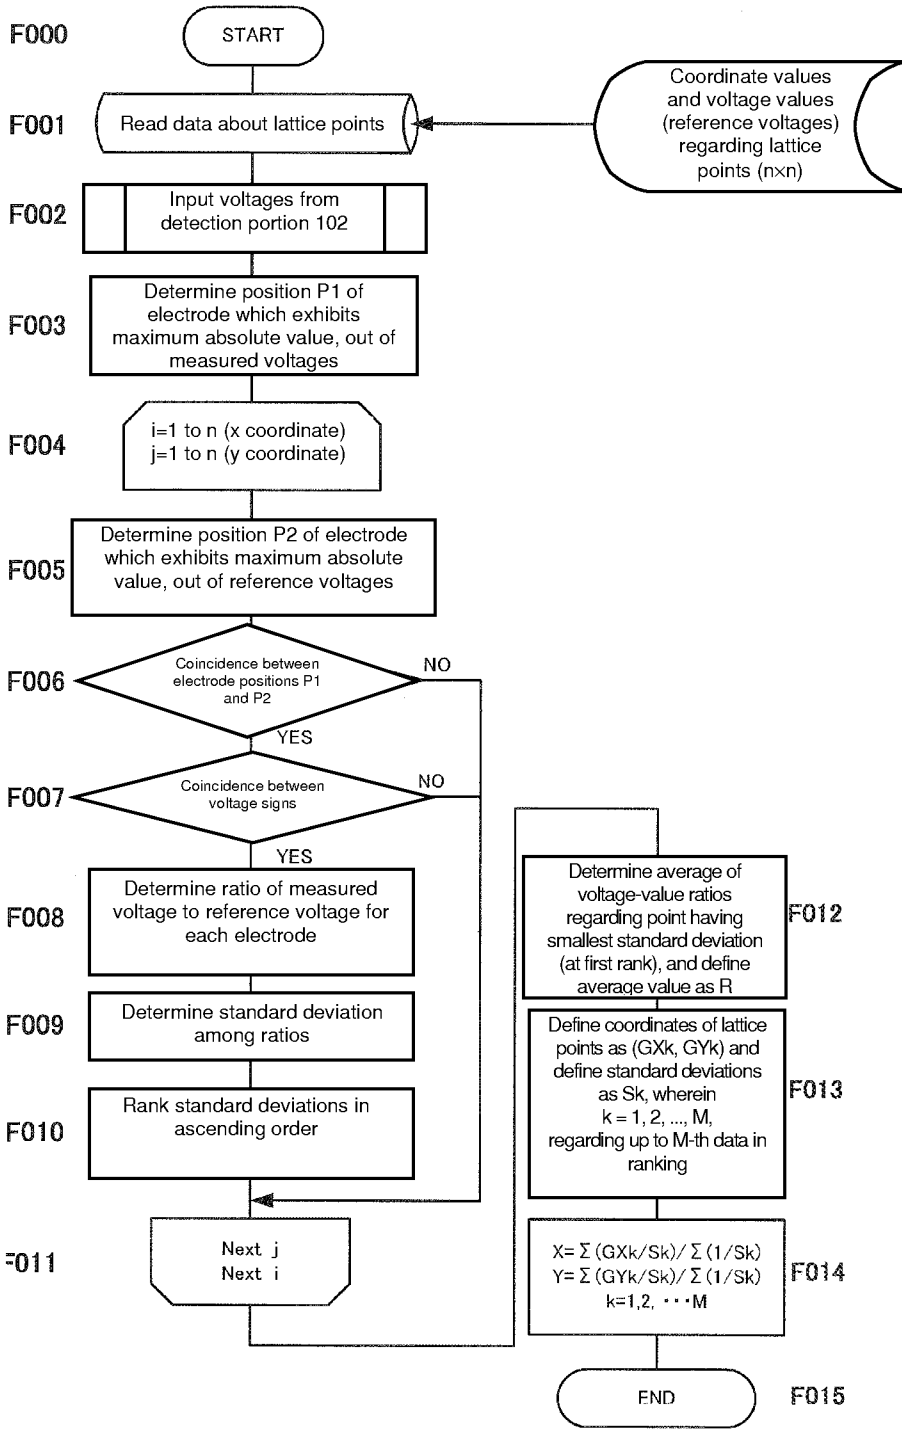 F000
START
Coordinate values
and voltage values
(reference voltages)
regarding lattice
points (n×n)
F001
Read data about lattice points
F002
Input voltages from
detection portion 102
F003
Determine position P1 of
electrode which exhibits
maximum absolute value, out of
measured voltages
F004
i=1 to n (x coordinate)
j=1 to n (y coordinate)
F005
Determine position P2 of electrode
which exhibits maximum absolute
value, out of reference voltages
F006
Coincidence between
electrode positions P1
and P2
NO
YES
F007
Coincidence between
voltage signs
NO
YES
F008
Determine ratio of measured
voltage to reference voltage for
each electrode
F009
Determine standard deviation
among ratios
F010
Rank standard deviations in
ascending order
F011
Next j
Next i
Determine average of
voltage-value ratios
regarding point having
smallest standard deviation
(at first rank), and define
average value as R
F012
Define coordinates of lattice
points as (GXk, GYk) and
define standard deviations
as Sk, wherein
k = 1, 2, ..., M,
regarding up to M-th data in
ranking
F013
X=Σ(GXk/Sk)/Σ(1/Sk)
Y=Σ(GYk/Sk)/Σ(1/Sk)
k=1,2, ･･･M
F014
END
F015